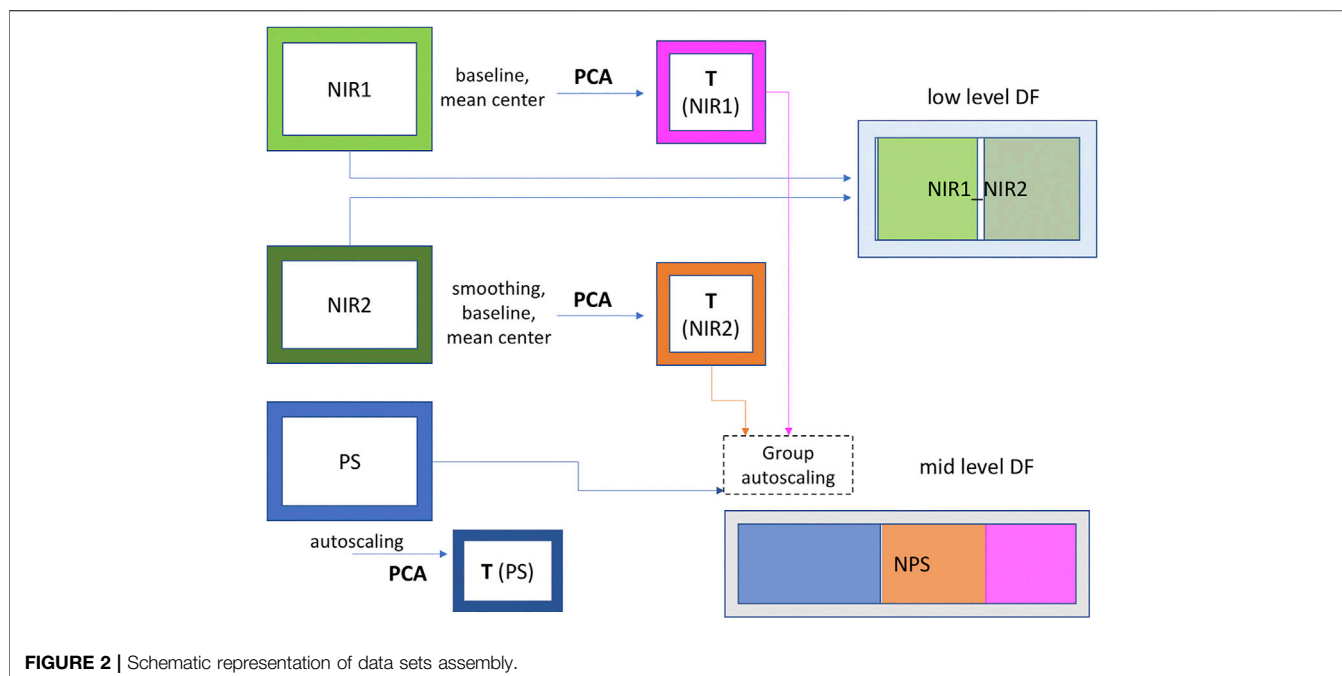 NIR1
baseline,
mean center
PCA
T
(NIR1)
low level DF
NIR1_NIR2
NIR2
smoothing,
baseline,
mean center
PCA
T
(NIR2)
PS
Group
autoscaling
mid level DF
autoscaling
PCA
T (PS)
NPS
FIGURE 2 | Schematic representation of data sets assembly.